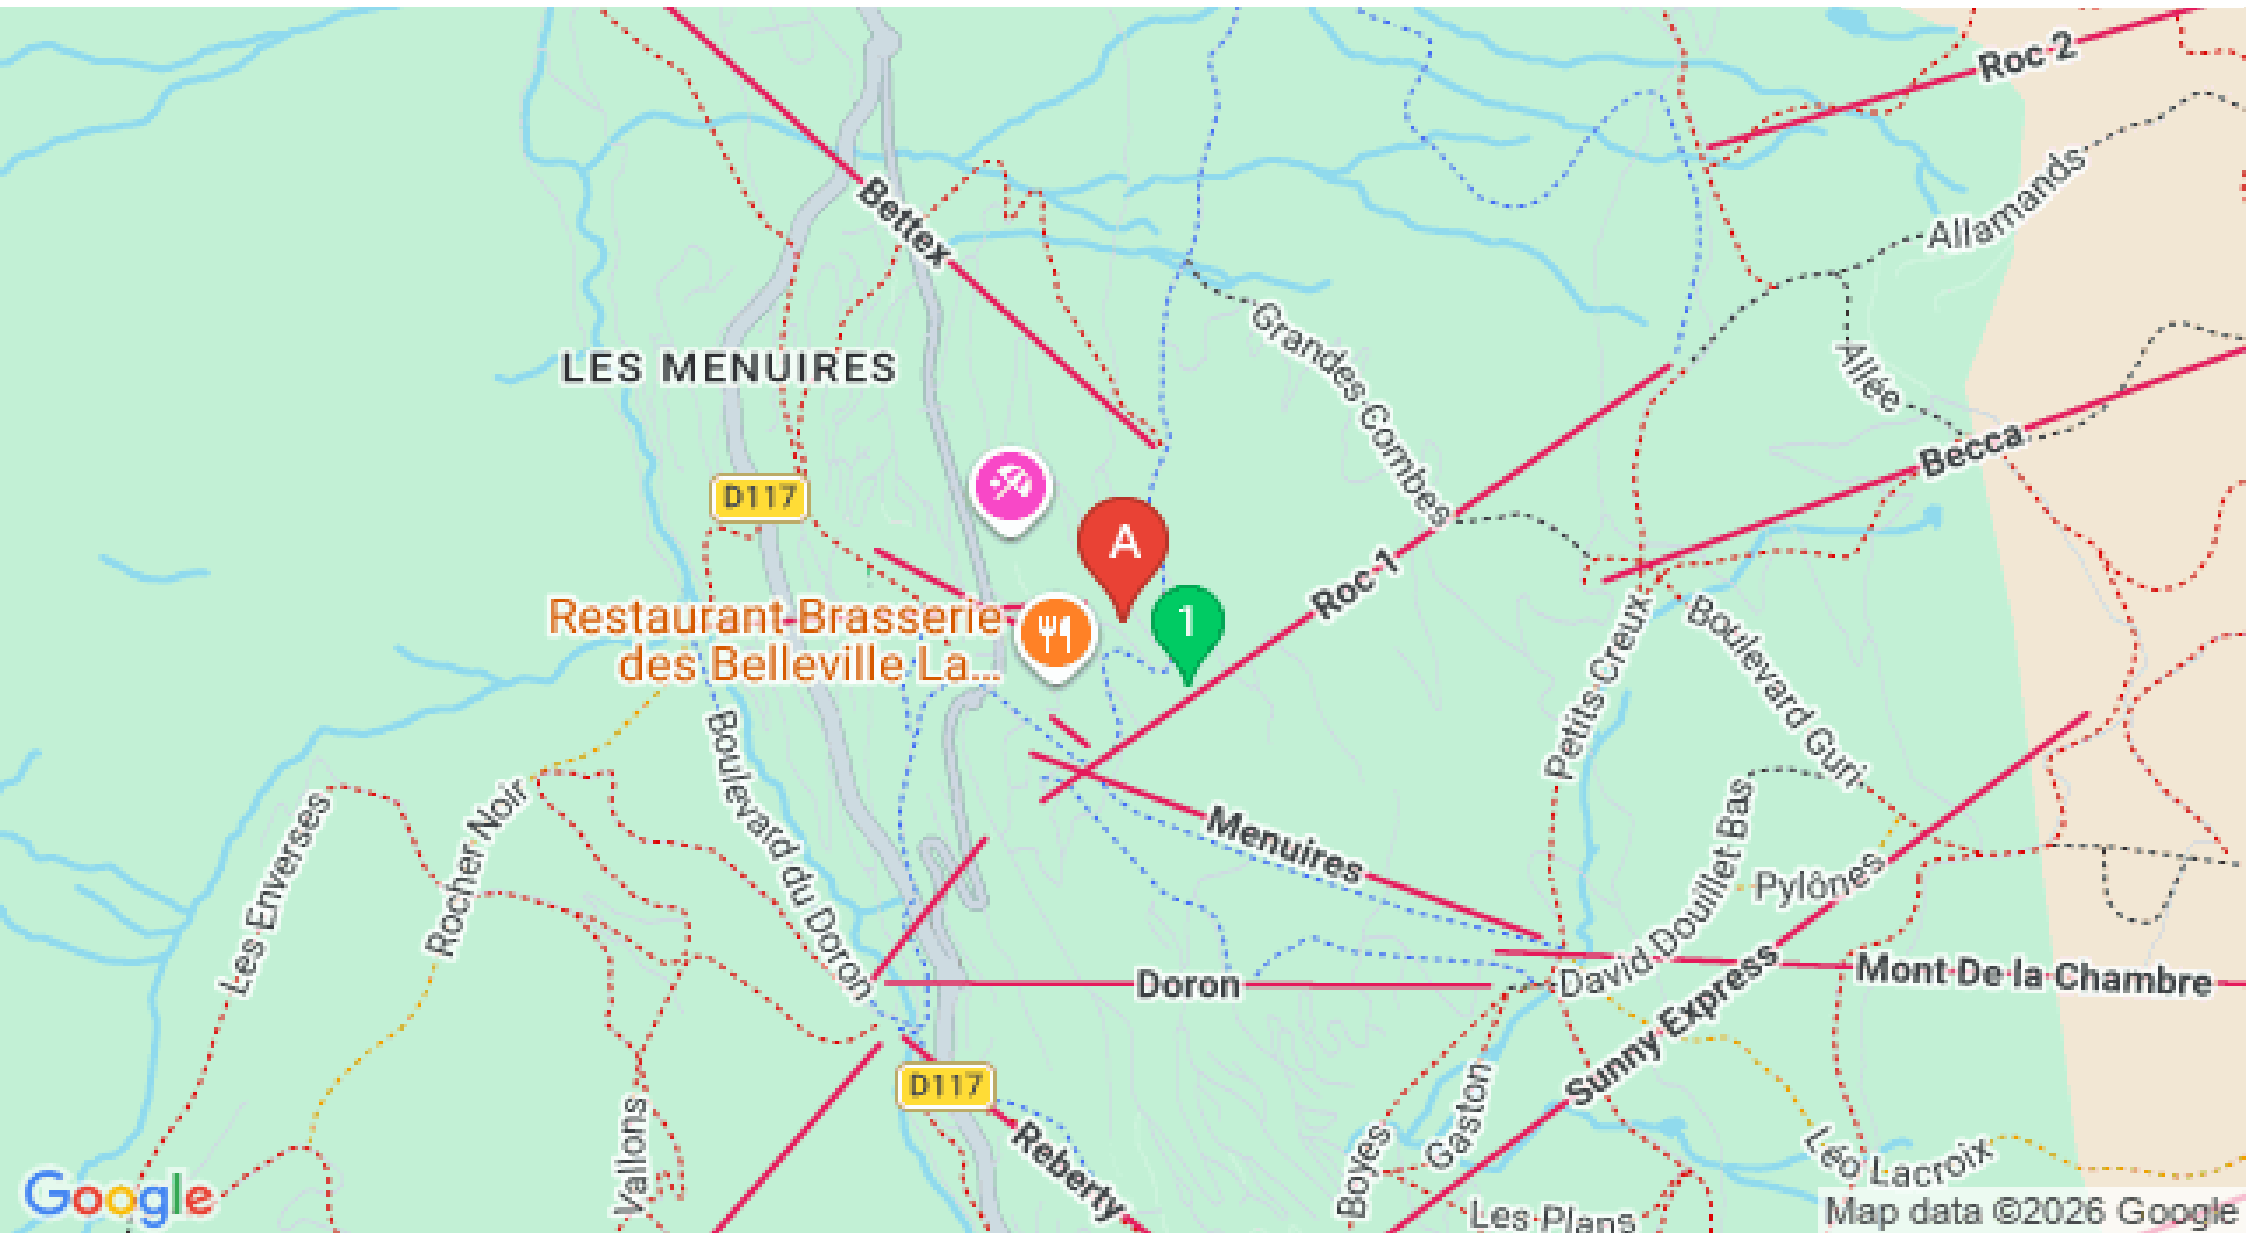 Roc 2
Allamands
Bettex
Grandes Combes
LES MENUIRES
Allée
Becca
D117
A
Roc 1
1
Restaurant Brasserie
des Belleville La...
Petits Creux
Boulevard Guri
Boulevard du Doron
Les Enverses
Rocher Noir
Menuires
David Douillet Bas
Pylônes
Doron
Mont De la Chambre
Sunny Express
D117
Gaston
Boyes
Vallons
Reberty
Léo Lacroix
Les Plans
Google
Map data ©2026 Google